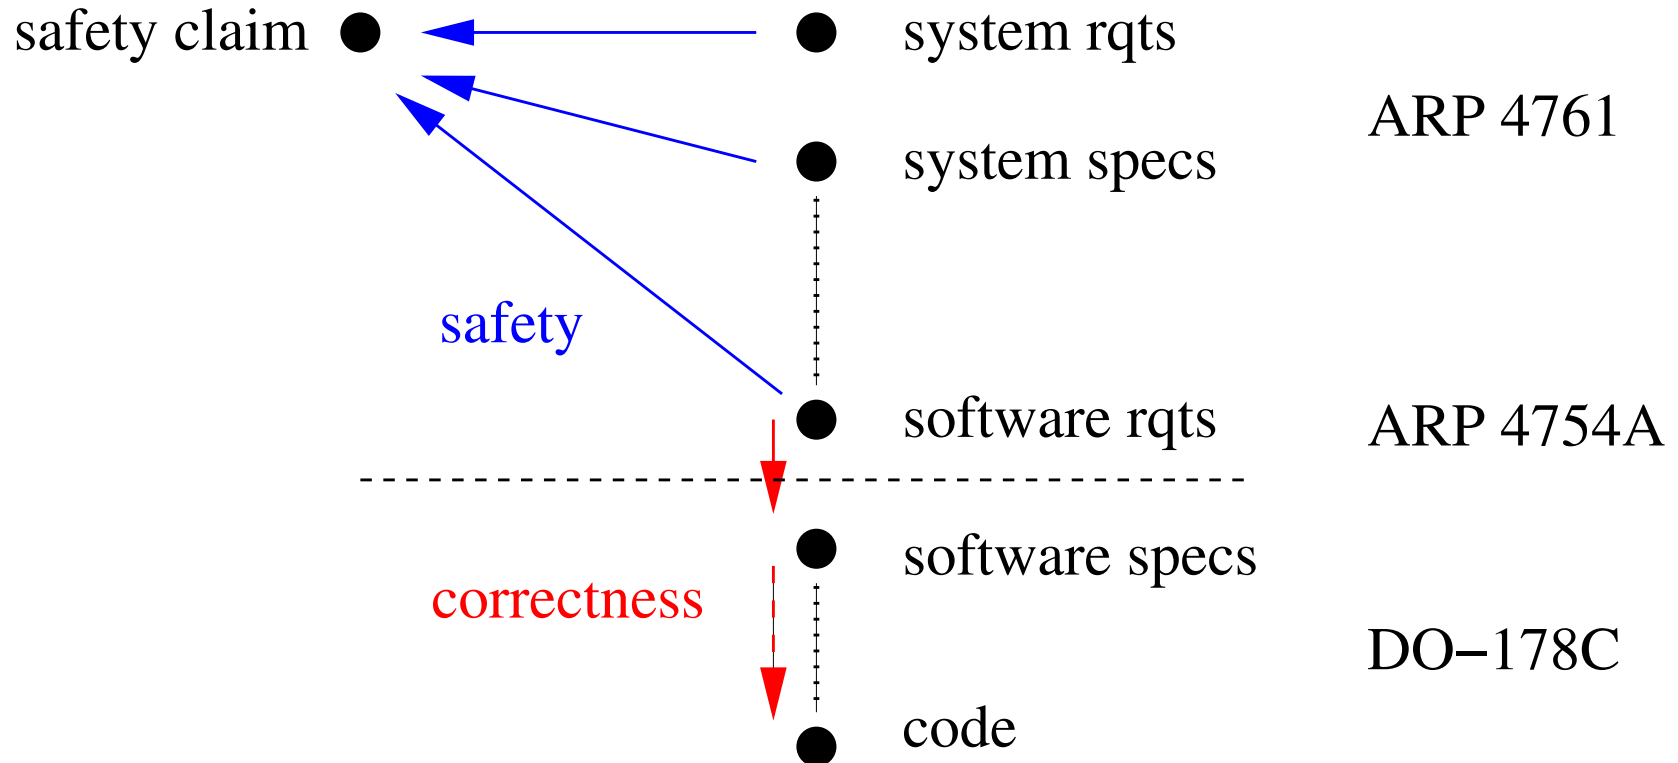 safety claim
system rqts
ARP 4761
system specs
safety
software rqts
ARP 4754A
software specs
correctness
DO−178C
code